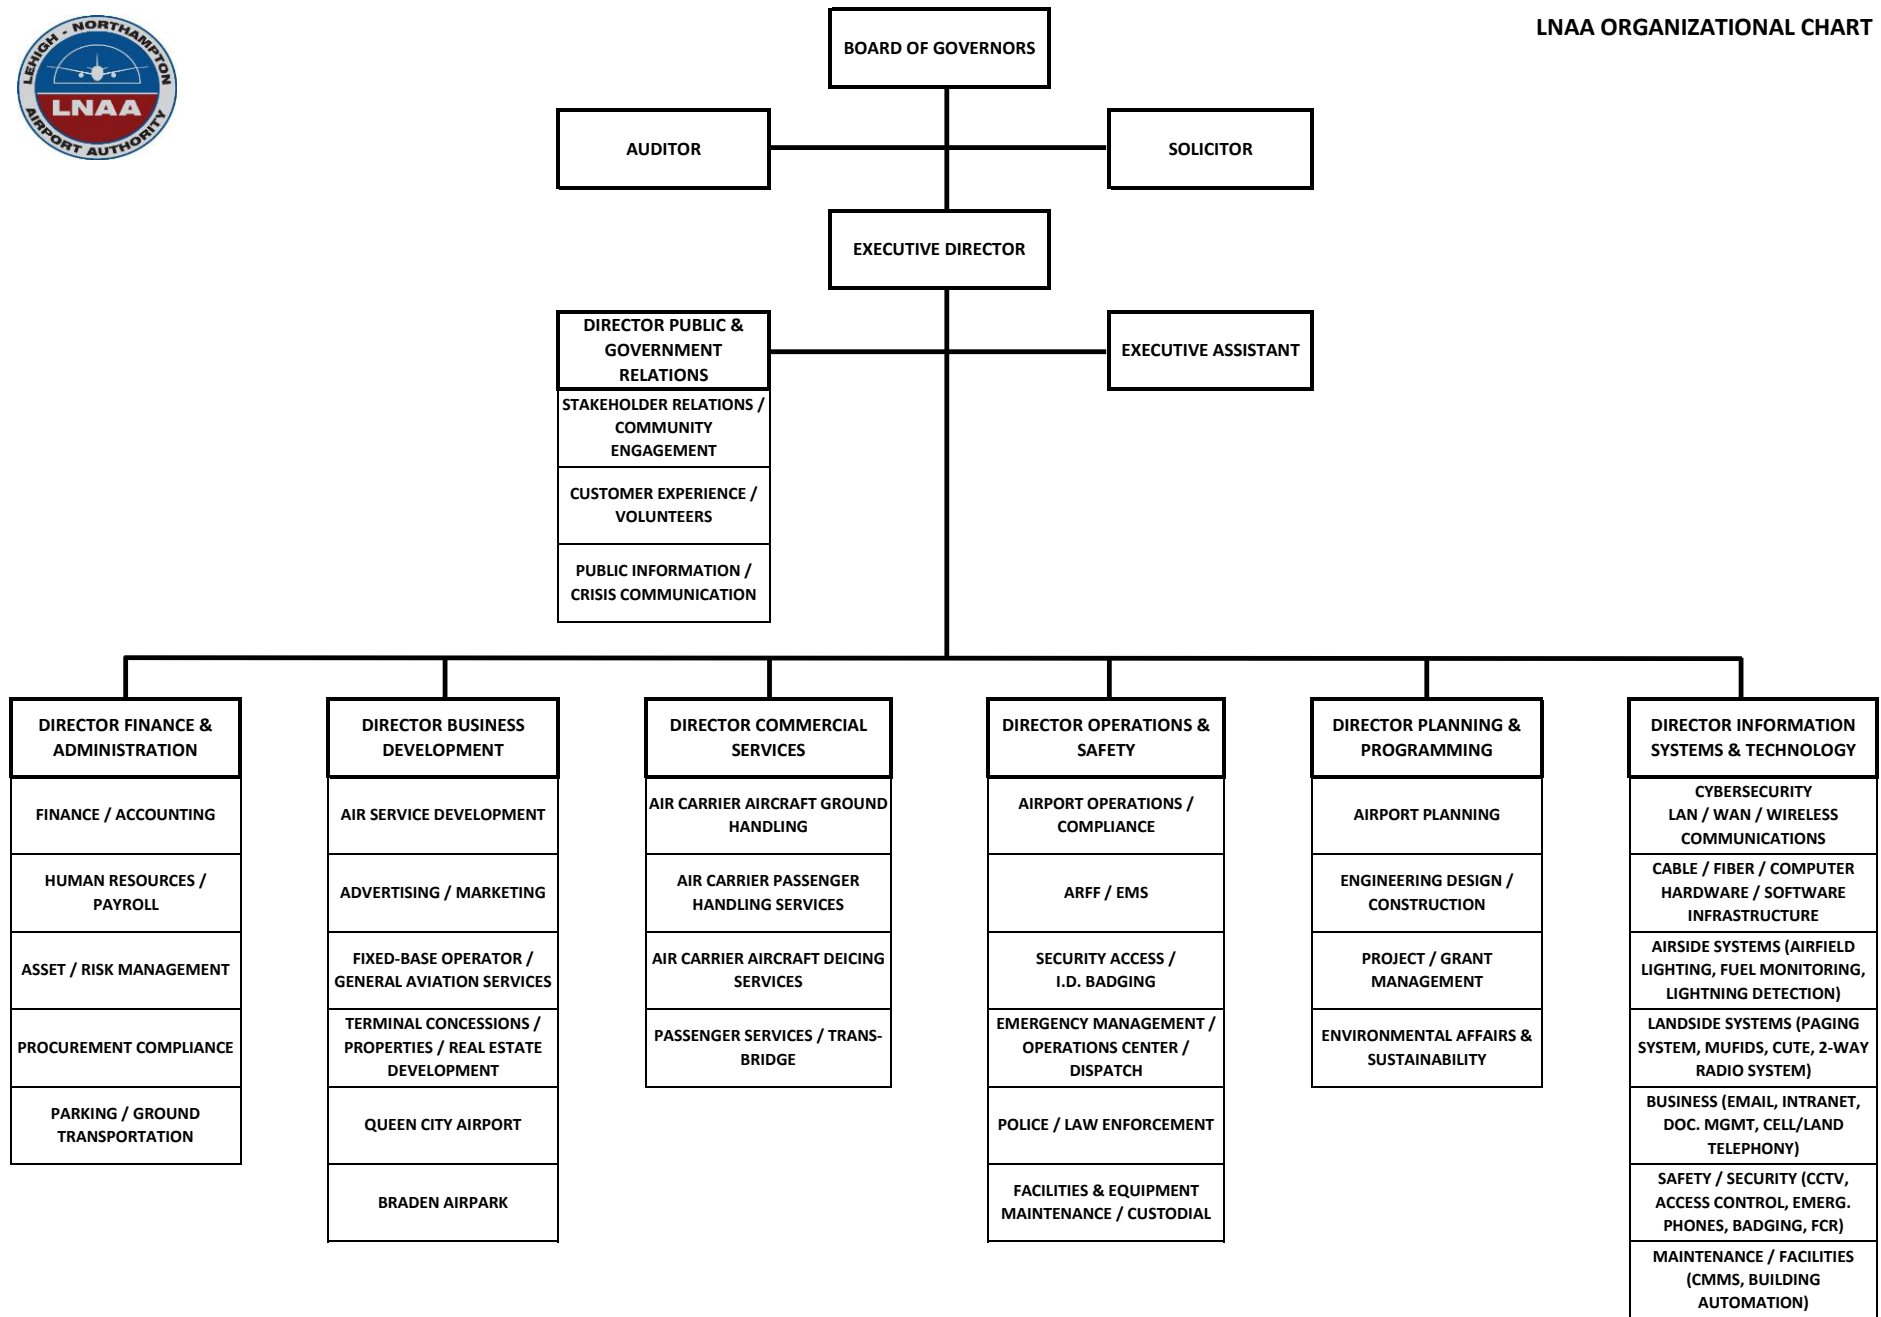 LEHIGH - NORTHAMPTON
LNAA
AIRPORT AUTHORITY
LNAA ORGANIZATIONAL CHART
BOARD OF GOVERNORS
AUDITOR
SOLICITOR
EXECUTIVE DIRECTOR
DIRECTOR PUBLIC &
GOVERNMENT
RELATIONS
EXECUTIVE ASSISTANT
STAKEHOLDER RELATIONS /
COMMUNITY
ENGAGEMENT
CUSTOMER EXPERIENCE /
VOLUNTEERS
PUBLIC INFORMATION /
CRISIS COMMUNICATION
DIRECTOR FINANCE &
ADMINISTRATION
FINANCE / ACCOUNTING
HUMAN RESOURCES /
PAYROLL
ASSET / RISK MANAGEMENT
PROCUREMENT COMPLIANCE
PARKING / GROUND
TRANSPORTATION
DIRECTOR BUSINESS
DEVELOPMENT
AIR SERVICE DEVELOPMENT
ADVERTISING / MARKETING
FIXED-BASE OPERATOR /
GENERAL AVIATION SERVICES
TERMINAL CONCESSIONS /
PROPERTIES / REAL ESTATE
DEVELOPMENT
QUEEN CITY AIRPORT
BRADEN AIRPARK
DIRECTOR COMMERCIAL
SERVICES
AIR CARRIER AIRCRAFT GROUND
HANDLING
AIR CARRIER PASSENGER
HANDLING SERVICES
AIR CARRIER AIRCRAFT DEICING
SERVICES
PASSENGER SERVICES / TRANS-
BRIDGE
DIRECTOR OPERATIONS &
SAFETY
AIRPORT OPERATIONS /
COMPLIANCE
ARFF / EMS
SECURITY ACCESS /
I.D. BADGING
EMERGENCY MANAGEMENT /
OPERATIONS CENTER /
DISPATCH
POLICE / LAW ENFORCEMENT
FACILITIES & EQUIPMENT
MAINTENANCE / CUSTODIAL
DIRECTOR PLANNING &
PROGRAMMING
AIRPORT PLANNING
ENGINEERING DESIGN /
CONSTRUCTION
PROJECT / GRANT
MANAGEMENT
ENVIRONMENTAL AFFAIRS &
SUSTAINABILITY
DIRECTOR INFORMATION
SYSTEMS & TECHNOLOGY
CYBERSECURITY
LAN / WAN / WIRELESS
COMMUNICATIONS
CABLE / FIBER / COMPUTER
HARDWARE / SOFTWARE
INFRASTRUCTURE
AIRSIDE SYSTEMS (AIRFIELD
LIGHTING, FUEL MONITORING,
LIGHTNING DETECTION)
LANDSIDE SYSTEMS (PAGING
SYSTEM, MUFIDS, CUTE, 2-WAY
RADIO SYSTEM)
BUSINESS (EMAIL, INTRANET,
DOC. MGMT, CELL/LAND
TELEPHONY)
SAFETY / SECURITY (CCTV,
ACCESS CONTROL, EMERG.
PHONES, BADGING, FCR)
MAINTENANCE / FACILITIES
(CMMS, BUILDING
AUTOMATION)